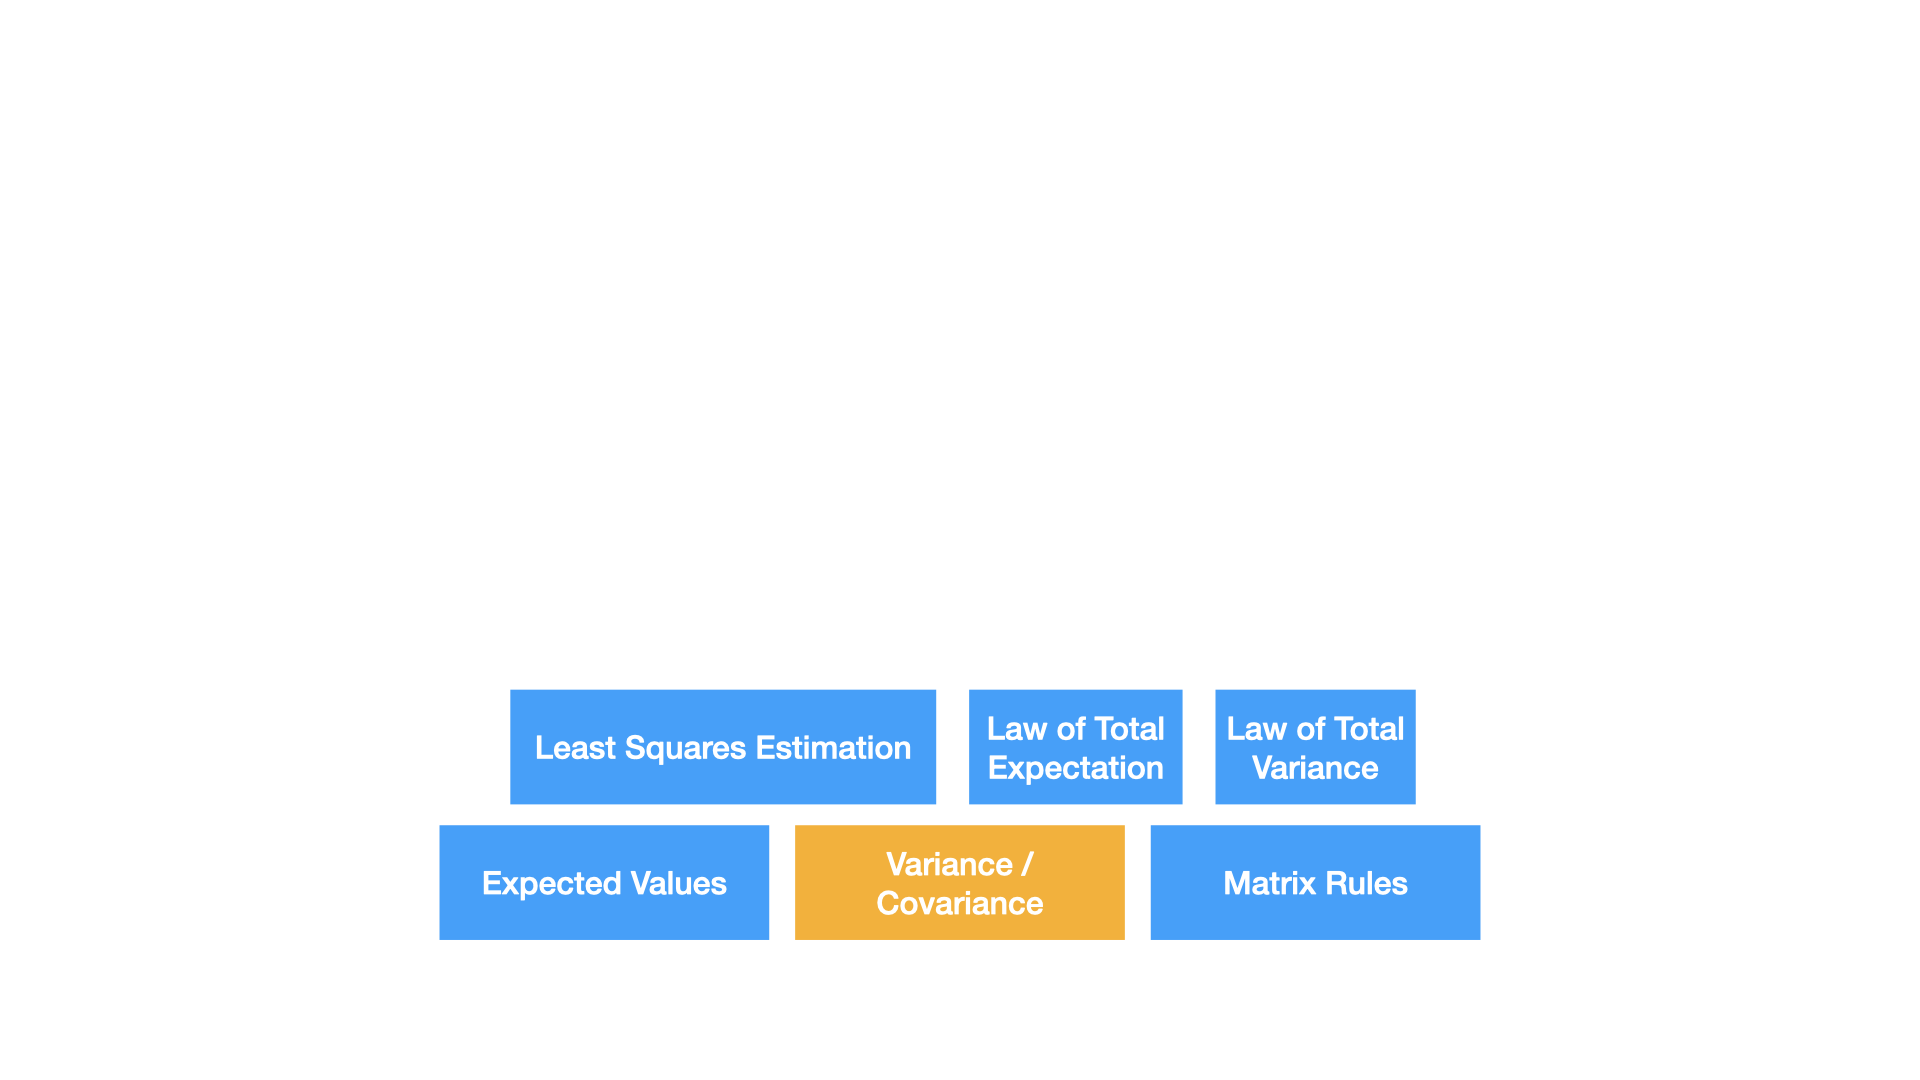 Least Squares Estimation
Law of Total
Expectation
Law of Total
Variance
Expected Values
Variance /
Covariance
Matrix Rules